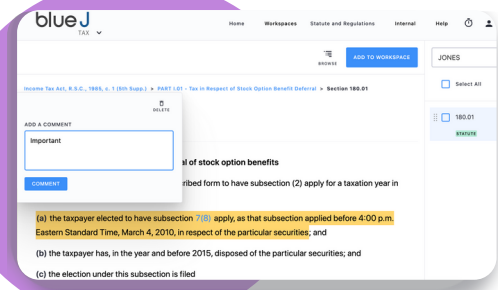 blue J
TAX
Home Workspaces Statute and Regulations Internal Help
BROWSE
ADD TO WORKSPACE
JONES
Income Tax Act, R.S.C., 1985, c. 1 (5th Supp.) > PART I.01 - Tax in Respect of Stock Option Benefit Deferral > Section 180.01
Select All
DELETE
ADD A COMMENT
180.01
STATUTE
Important
al of stock option benefits
COMMENT
ribed form to have subsection (2) apply for a taxation year in
(a) the taxpayer elected to have subsection 7(8) apply, as that subsection applied before 4:00 p.m.
Eastern Standard Time, March 4, 2010, in respect of the particular securities; and
(b) the taxpayer has, in the year and before 2015, disposed of the particular securities; and
(c) the election under this subsection is filed